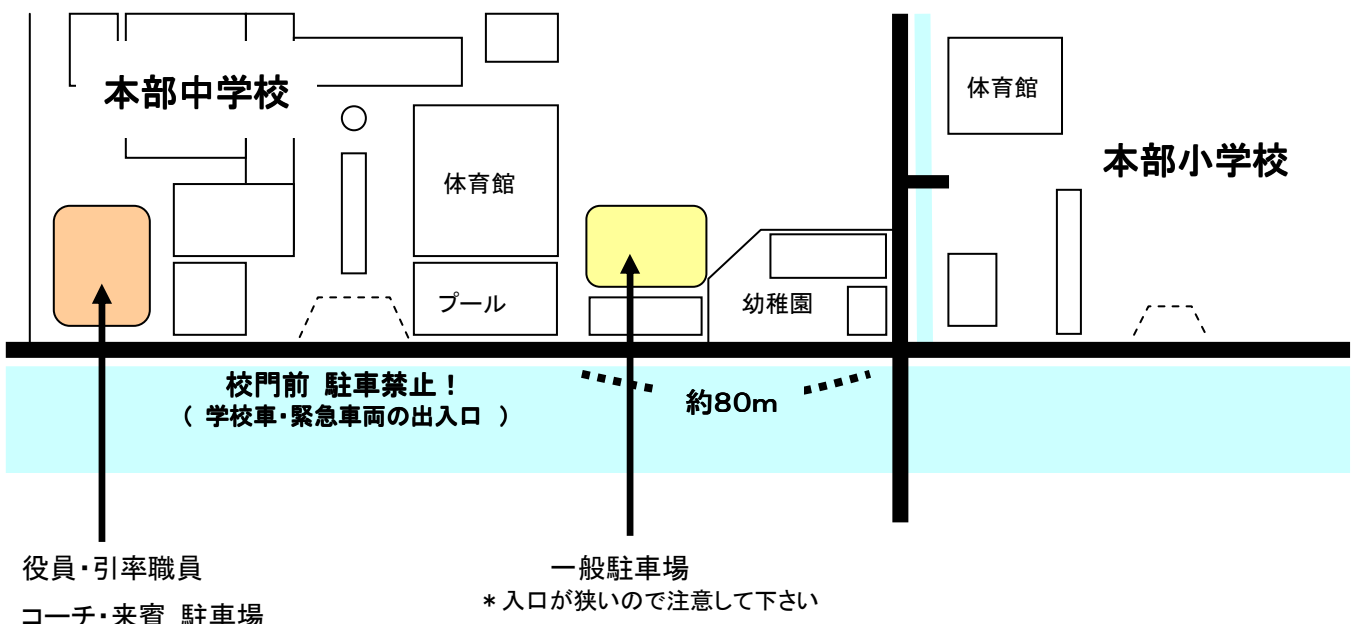 本部中学校
体育館
本部小学校
体育館
プール
幼稚園
校門前 駐車禁止！
（ 学校車・緊急車両の出入口 ）
約80m
役員・引率職員
コーチ・来賓 駐車場
一般駐車場
＊入口が狭いので注意して下さい